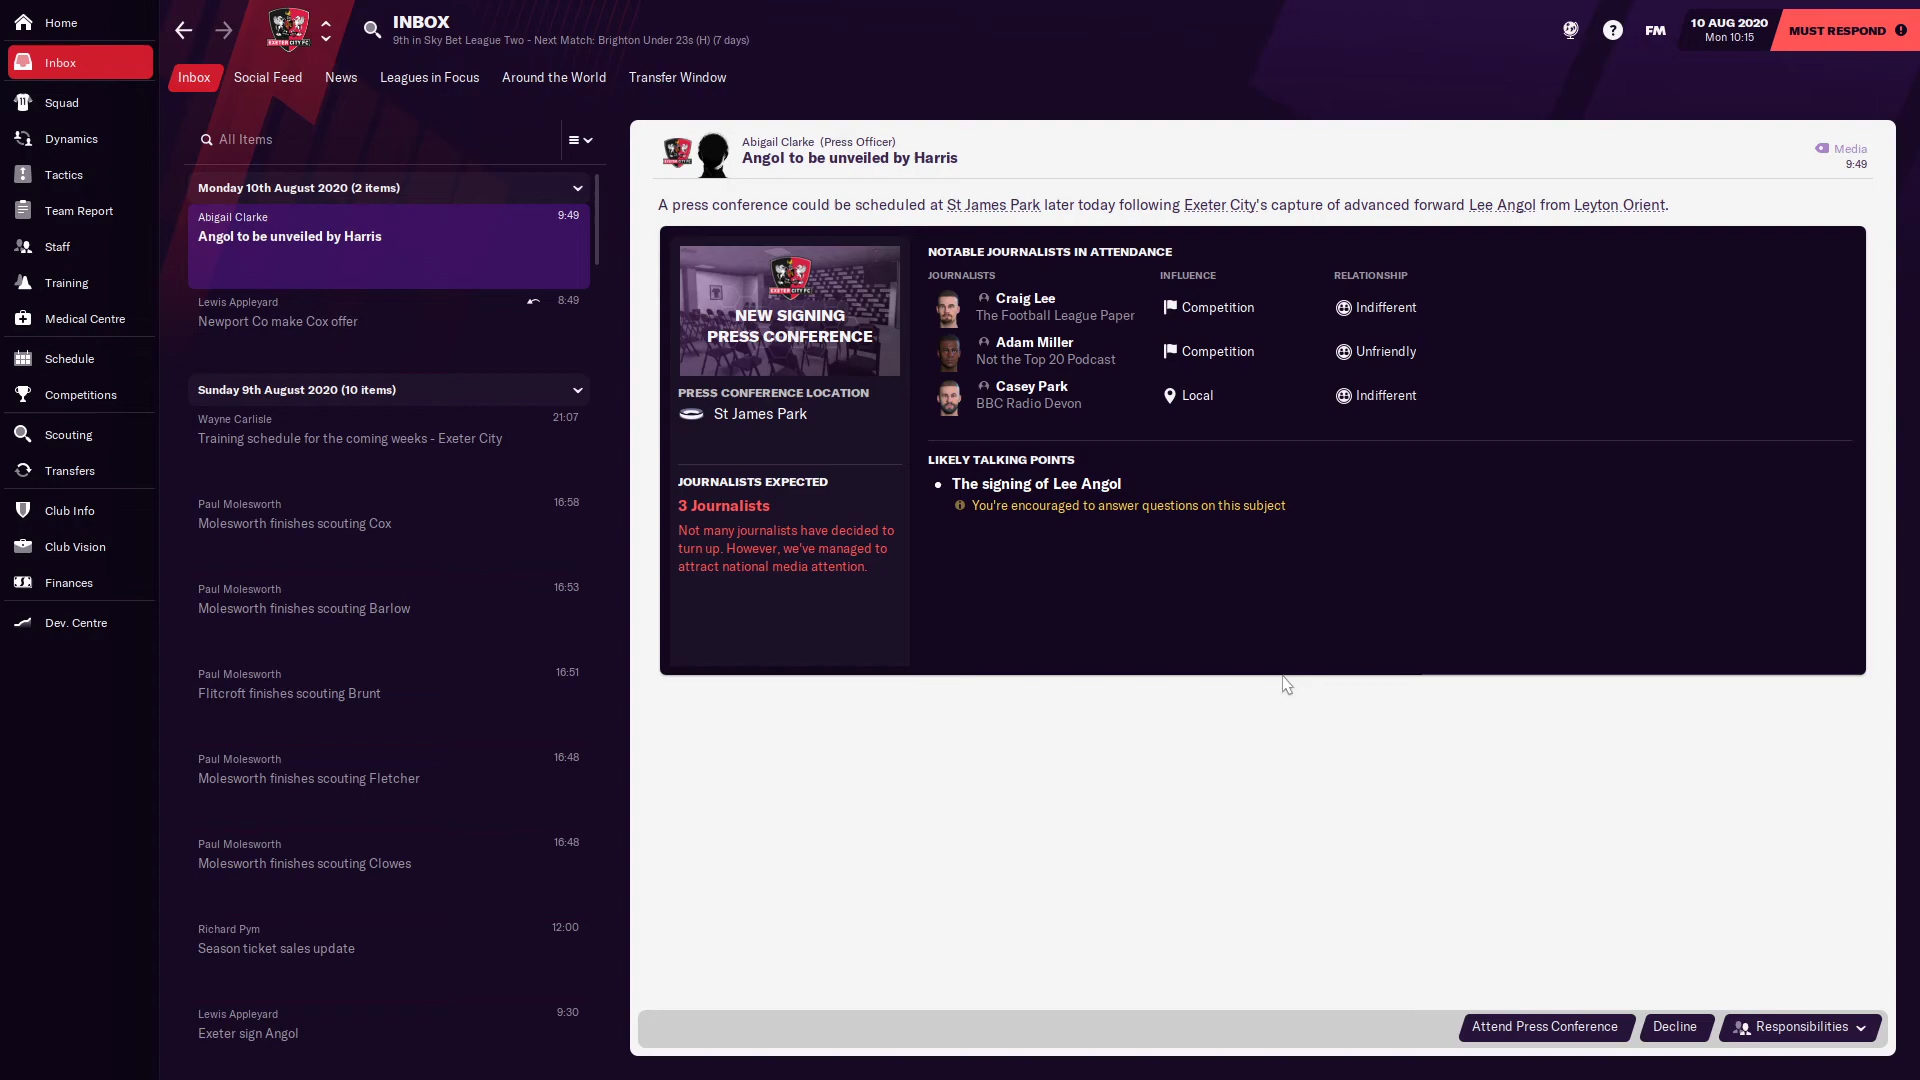 Home
Inbox
Squad
Dynamics
Tactics
Team Report
Staff
Training
Medical Centre
Schedule
Competitions
Scouting
Transfers
Club Info
Club Vision
Finances
Dev. Centre
EXETER CITY FC
INBOX
9th in Sky Bet League Two - Next Match: Brighton Under 23s (H) (7 days)
? FM
10 AUG 2020
Mon 10:15
MUST RESPOND
Inbox Social Feed News Leagues in Focus Around the World Transfer Window
All Items
Monday 10th August 2020 (2 items)
Abigail Clarke 9:49
Angol to be unveiled by Harris
Lewis Appleyard 8:49
Newport Co make Cox offer
Sunday 9th August 2020 (10 items)
Wayne Carlisle 21:07
Training schedule for the coming weeks - Exeter City
Paul Molesworth 16:58
Molesworth finishes scouting Cox
Paul Molesworth 16:53
Molesworth finishes scouting Barlow
Paul Molesworth 16:51
Flitcroft finishes scouting Brunt
Paul Molesworth 16:48
Molesworth finishes scouting Fletcher
Paul Molesworth 16:48
Molesworth finishes scouting Clowes
Richard Pym 12:00
Season ticket sales update
Lewis Appleyard 9:30
Exeter sign Angol
Abigail Clarke (Press Officer)
Angol to be unveiled by Harris
Media
9:49
A press conference could be scheduled at St James Park later today following Exeter City's capture of advanced forward Lee Angol from Leyton Orient.
EXETER CITY FC
NEW SIGNING
PRESS CONFERENCE
PRESS CONFERENCE LOCATION
St James Park
JOURNALISTS EXPECTED
3 Journalists
Not many journalists have decided to
turn up. However, we've managed to
attract national media attention.
NOTABLE JOURNALISTS IN ATTENDANCE
JOURNALISTS INFLUENCE RELATIONSHIP
Craig Lee
The Football League Paper
Competition Indifferent
Adam Miller
Not the Top 20 Podcast
Competition Unfriendly
Casey Park
BBC Radio Devon
Local Indifferent
LIKELY TALKING POINTS
The signing of Lee Angol
You're encouraged to answer questions on this subject
Attend Press Conference Decline Responsibilities